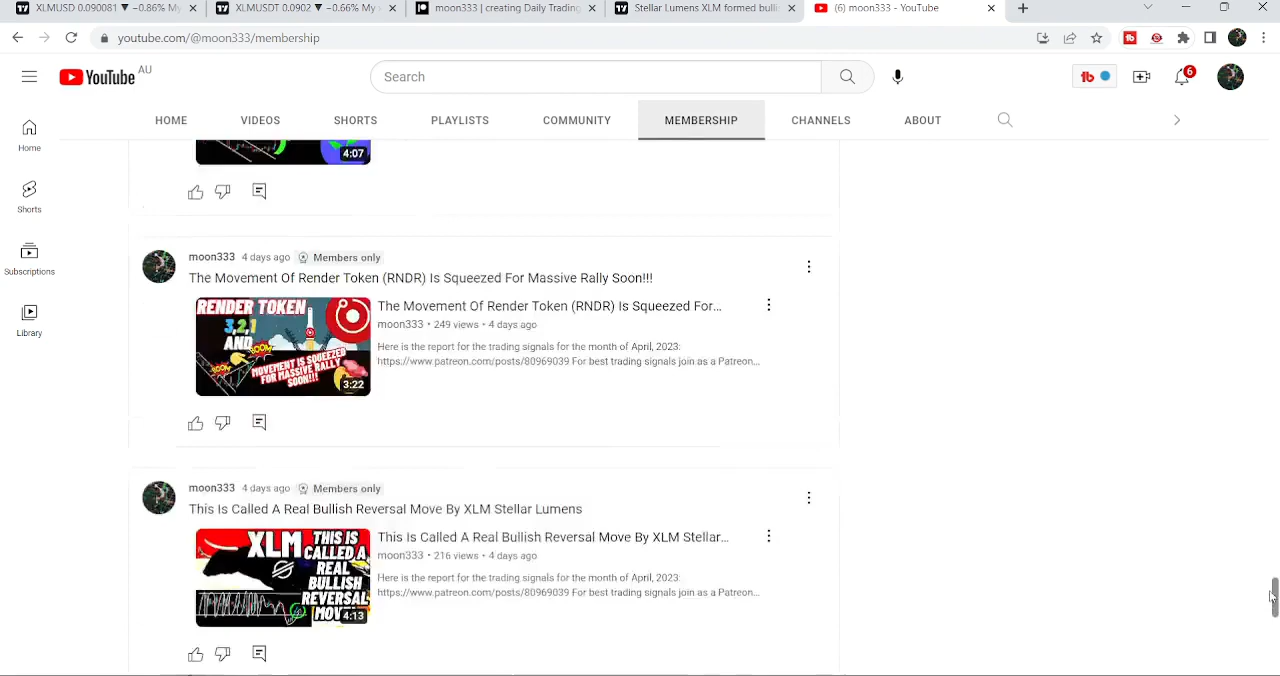 XLMUSD 0.090081 ▼ −0.86% My
XLMUSDT 0.0902 ▼ −0.66% My
moon333 | creating Daily Trading
Stellar Lumens XLM formed bulli
(6) moon333 - YouTube
youtube.com/@moon333/membership
YouTube AU
Search
6
HOME
VIDEOS
SHORTS
PLAYLISTS
COMMUNITY
MEMBERSHIP
CHANNELS
ABOUT
Home
Shorts
Subscriptions
Library
4:07
moon333 4 days ago Members only
The Movement Of Render Token (RNDR) Is Squeezed For Massive Rally Soon!!!
RENDER TOKEN
3,2,1
AND
BOOM
BOOM
MOVEMENT IS SQUEEZED
FOR MASSIVE RALLY
SOON!!!
3:22
The Movement Of Render Token (RNDR) Is Squeezed For...
moon333 • 249 views • 4 days ago
Here is the report for the trading signals for the month of April, 2023:
https://www.patreon.com/posts/80969039 For best trading signals join as a Patreon...
moon333 4 days ago Members only
This Is Called A Real Bullish Reversal Move By XLM Stellar Lumens
XLM
THIS IS
CALLED A
REAL
BULLISH
REVERSAL
MOVE
4:13
This Is Called A Real Bullish Reversal Move By XLM Stellar...
moon333 • 216 views • 4 days ago
Here is the report for the trading signals for the month of April, 2023:
https://www.patreon.com/posts/80969039 For best trading signals join as a Patreon...